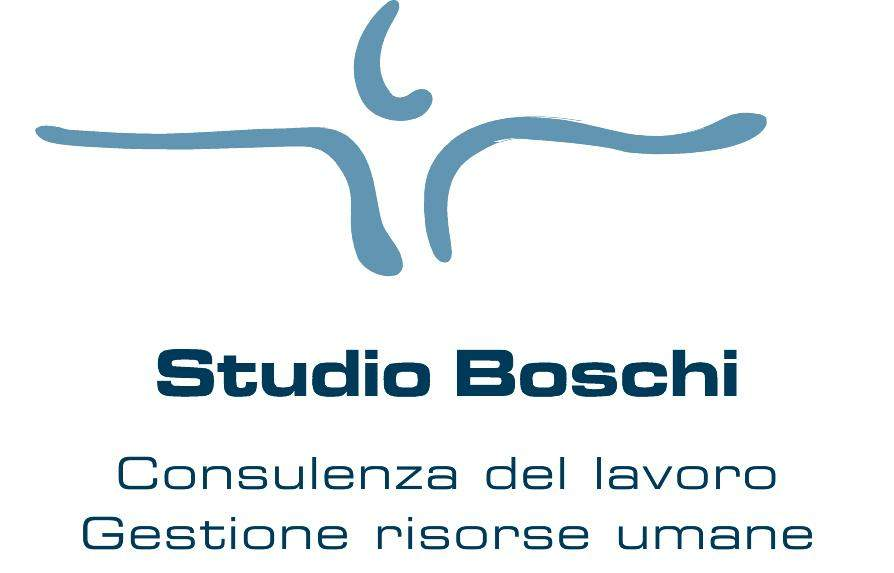 Studio Boschi
Consulenza del lavoro
Gestione risorse umane